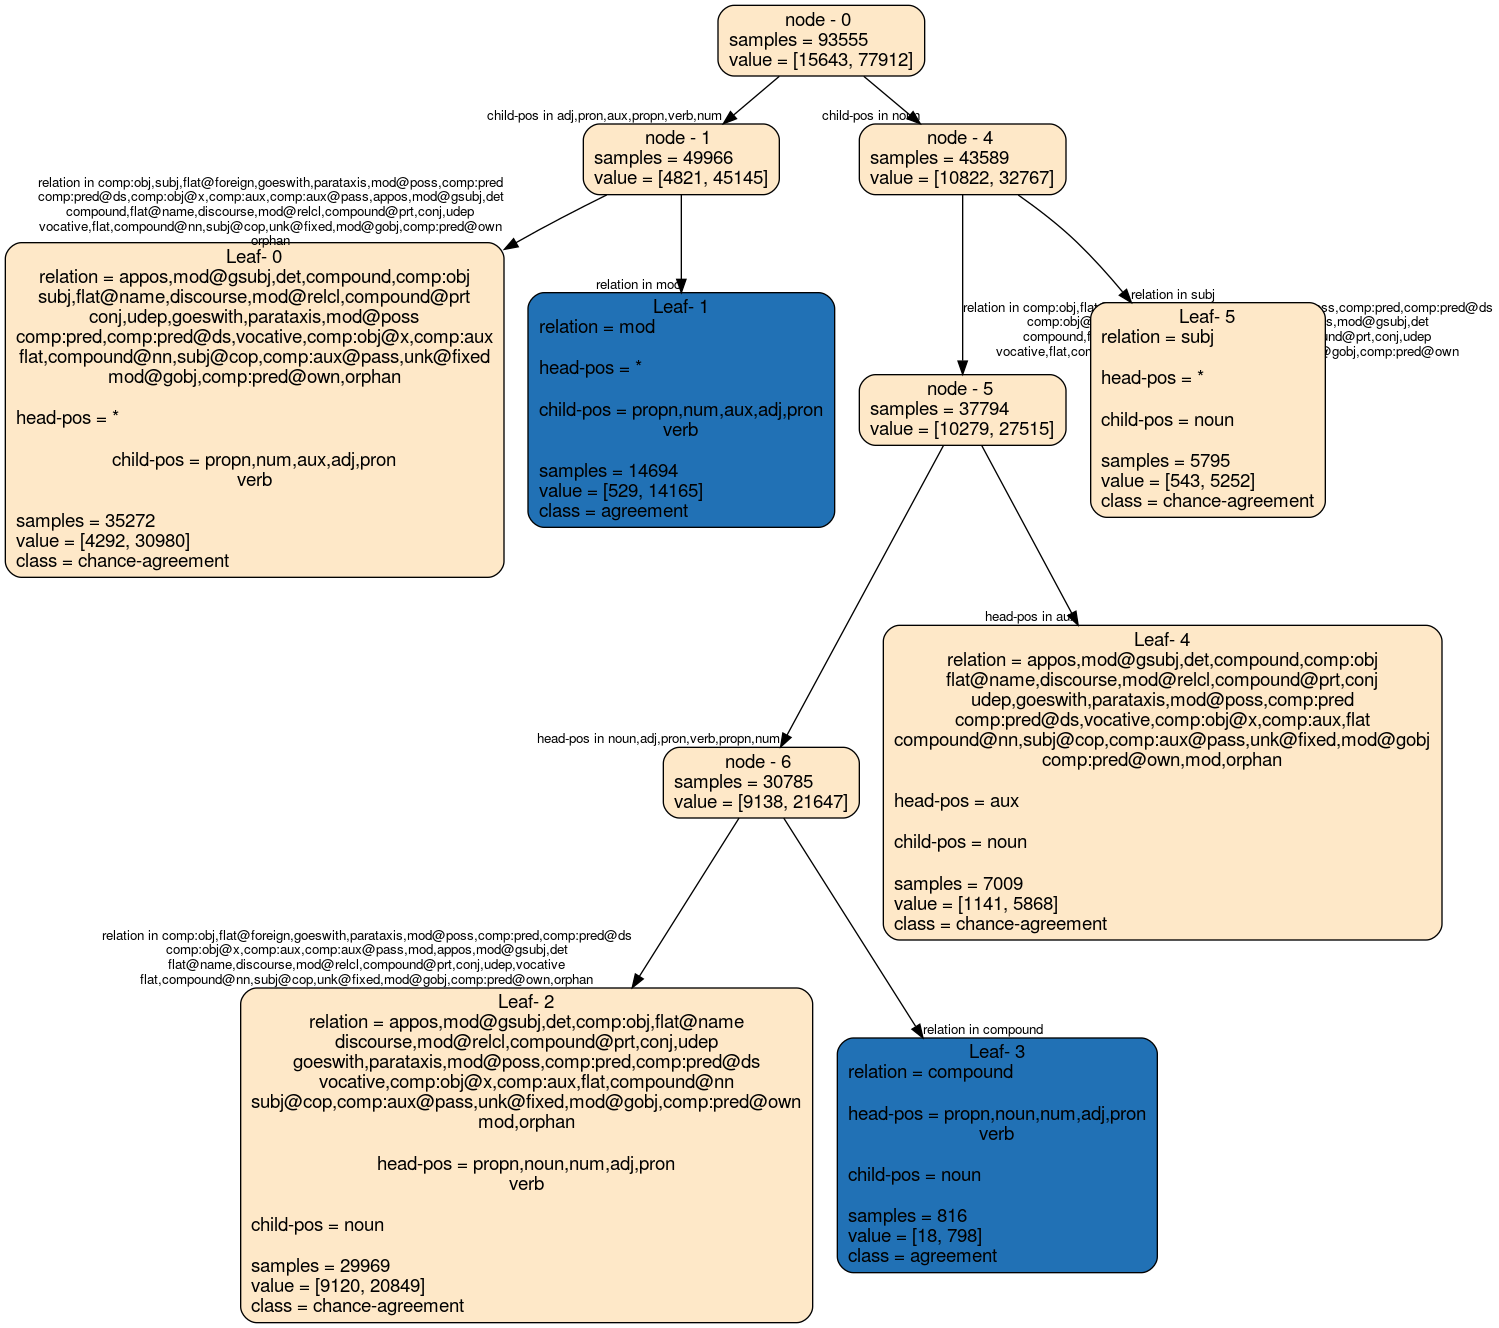 node - 0
samples = 93555
value = [15643, 77912]
child-pos in adj,pron,aux,propn,verb,num
child-pos in noun
node - 1
samples = 49966
value = [4821, 45145]
node - 4
samples = 43589
value = [10822, 32767]
relation in comp:obj,subj,flat@foreign,goeswith,parataxis,mod@poss,comp:pred
comp:pred@ds,comp:obj@x,comp:aux,comp:aux@pass,appos,mod@gsubj,det
compound,flat@name,discourse,mod@relcl,compound@prt,conj,udep
vocative,flat,compound@nn,subj@cop,unk@fixed,mod@gobj,comp:pred@own
orphan
Leaf- 0
relation = appos,mod@gsubj,det,compound,comp:obj
subj,flat@name,discourse,mod@relcl,compound@prt
conj,udep,goeswith,parataxis,mod@poss
comp:pred,comp:pred@ds,vocative,comp:obj@x,comp:aux
flat,compound@nn,subj@cop,comp:aux@pass,unk@fixed
mod@gobj,comp:pred@own,orphan
head-pos = *
child-pos = propn,num,aux,adj,pron
verb
samples = 35272
value = [4292, 30980]
class = chance-agreement
relation in mod
Leaf- 1
relation = mod
head-pos = *
child-pos = propn,num,aux,adj,pron
verb
samples = 14694
value = [529, 14165]
class = agreement
relation in comp:obj,flat
comp:obj@
compound,f
vocative,flat,con
ss,comp:pred,comp:pred@ds
s,mod@gsubj,det
und@prt,conj,udep
@gobj,comp:pred@own
relation in subj
Leaf- 5
relation = subj
head-pos = *
child-pos = noun
samples = 5795
value = [543, 5252]
class = chance-agreement
node - 5
samples = 37794
value = [10279, 27515]
head-pos in aux
Leaf- 4
relation = appos,mod@gsubj,det,compound,comp:obj
flat@name,discourse,mod@relcl,compound@prt,conj
udep,goeswith,parataxis,mod@poss,comp:pred
comp:pred@ds,vocative,comp:obj@x,comp:aux,flat
compound@nn,subj@cop,comp:aux@pass,unk@fixed,mod@gobj
comp:pred@own,mod,orphan
head-pos = aux
child-pos = noun
samples = 7009
value = [1141, 5868]
class = chance-agreement
head-pos in noun,adj,pron,verb,propn,num
node - 6
samples = 30785
value = [9138, 21647]
relation in comp:obj,flat@foreign,goeswith,parataxis,mod@poss,comp:pred,comp:pred@ds
comp:obj@x,comp:aux,comp:aux@pass,mod,appos,mod@gsubj,det
flat@name,discourse,mod@relcl,compound@prt,conj,udep,vocative
flat,compound@nn,subj@cop,unk@fixed,mod@gobj,comp:pred@own,orphan
Leaf- 2
relation = appos,mod@gsubj,det,comp:obj,flat@name
discourse,mod@relcl,compound@prt,conj,udep
goeswith,parataxis,mod@poss,comp:pred,comp:pred@ds
vocative,comp:obj@x,comp:aux,flat,compound@nn
subj@cop,comp:aux@pass,unk@fixed,mod@gobj,comp:pred@own
mod,orphan
head-pos = propn,noun,num,adj,pron
verb
child-pos = noun
samples = 29969
value = [9120, 20849]
class = chance-agreement
relation in compound
Leaf- 3
relation = compound
head-pos = propn,noun,num,adj,pron
verb
child-pos = noun
samples = 816
value = [18, 798]
class = agreement